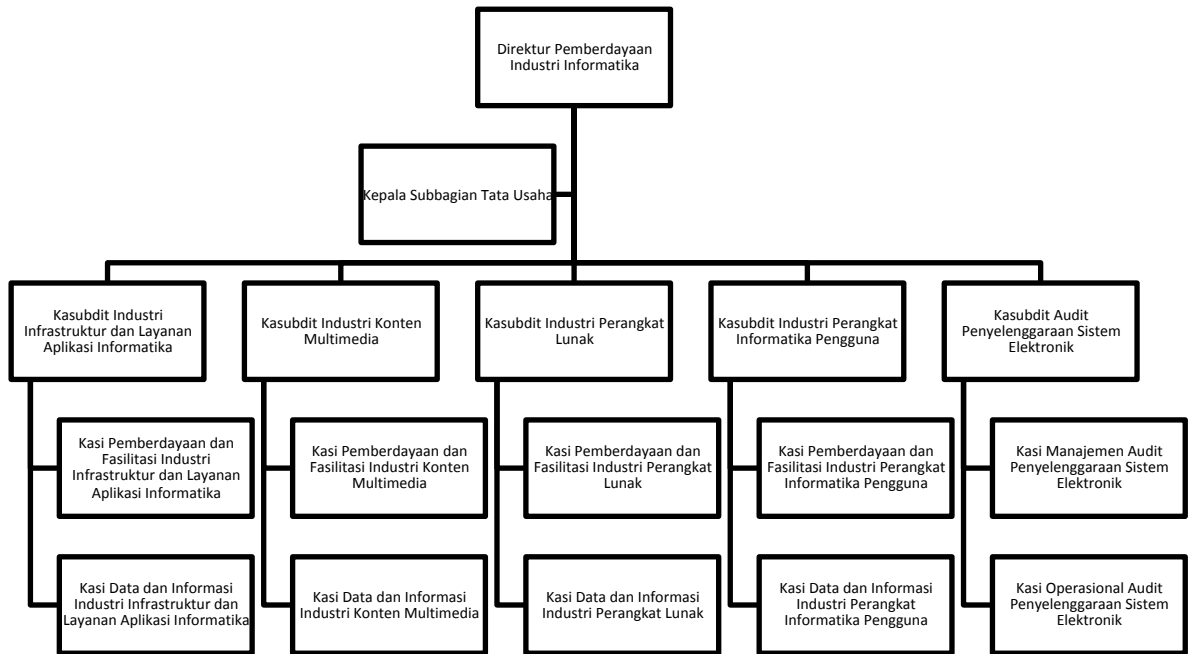 Direktur Pemberdayaan
Industri Informatika
Kepala Subbagian Tata Usaha
Kasubdit Industri
Infrastruktur dan Layanan
Aplikasi Informatika
Kasubdit Industri Konten
Multimedia
Kasubdit Industri Perangkat
Lunak
Kasubdit Industri Perangkat
Informatika Pengguna
Kasubdit Audit
Penyelenggaraan Sistem
Elektronik
Kasi Pemberdayaan dan
Fasilitasi Industri
Infrastruktur dan Layanan
Aplikasi Informatika
Kasi Pemberdayaan dan
Fasilitasi Industri Konten
Multimedia
Kasi Pemberdayaan dan
Fasilitasi Industri Perangkat
Lunak
Kasi Pemberdayaan dan
Fasilitasi Industri Perangkat
Informatika Pengguna
Kasi Manajemen Audit
Penyelenggaraan Sistem
Elektronik
Kasi Data dan Informasi
Industri Infrastruktur dan
Layanan Aplikasi Informatika
Kasi Data dan Informasi
Industri Konten Multimedia
Kasi Data dan Informasi
Industri Perangkat Lunak
Kasi Data dan Informasi
Industri Perangkat
Informatika Pengguna
Kasi Operasional Audit
Penyelenggaraan Sistem
Elektronik